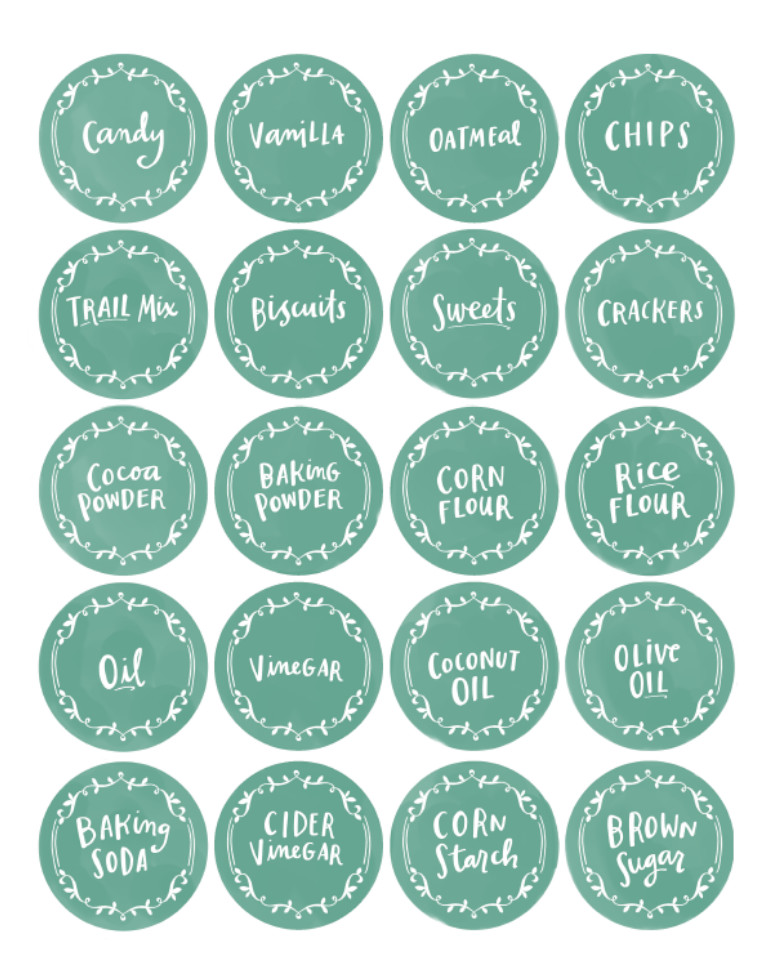 Candy
VaniLLA
OATMEal
CHIPS
TRAIL Mix
Biscuits
Sweets
CRACKERS
Cocoa
POWDER
BAKinG
POWDER
CORN
FLOUR
Rice
FLOUR
Oil
VineGAR
COCONUT
OIL
OLive
OIL
BAKing
SODA
CIDER
VineGAR
CORN
Starch
BROWN
Sugar